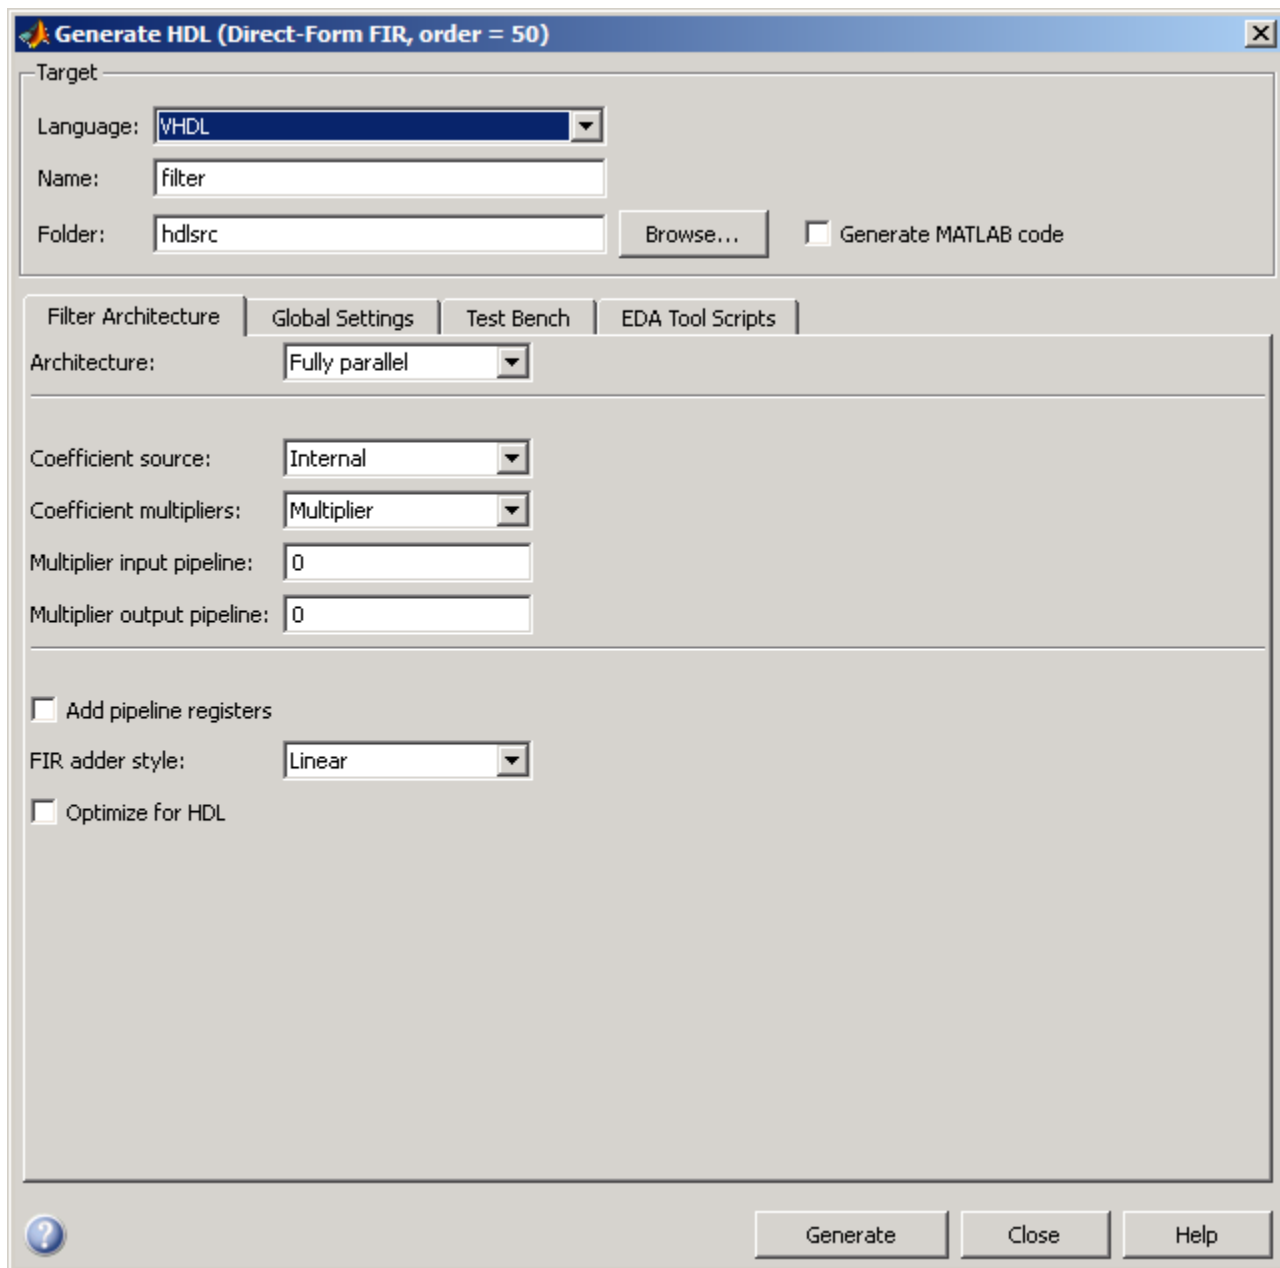 Generate HDL (Direct-Form FIR, order = 50)
Target
Language: VHDL
Name: filter
Folder: hdlsrc Browse... Generate MATLAB code
Filter Architecture Global Settings Test Bench EDA Tool Scripts
Architecture: Fully parallel
Coefficient source: Internal
Coefficient multipliers: Multiplier
Multiplier input pipeline: 0
Multiplier output pipeline: 0
Add pipeline registers
FIR adder style: Linear
Optimize for HDL
? Generate Close Help